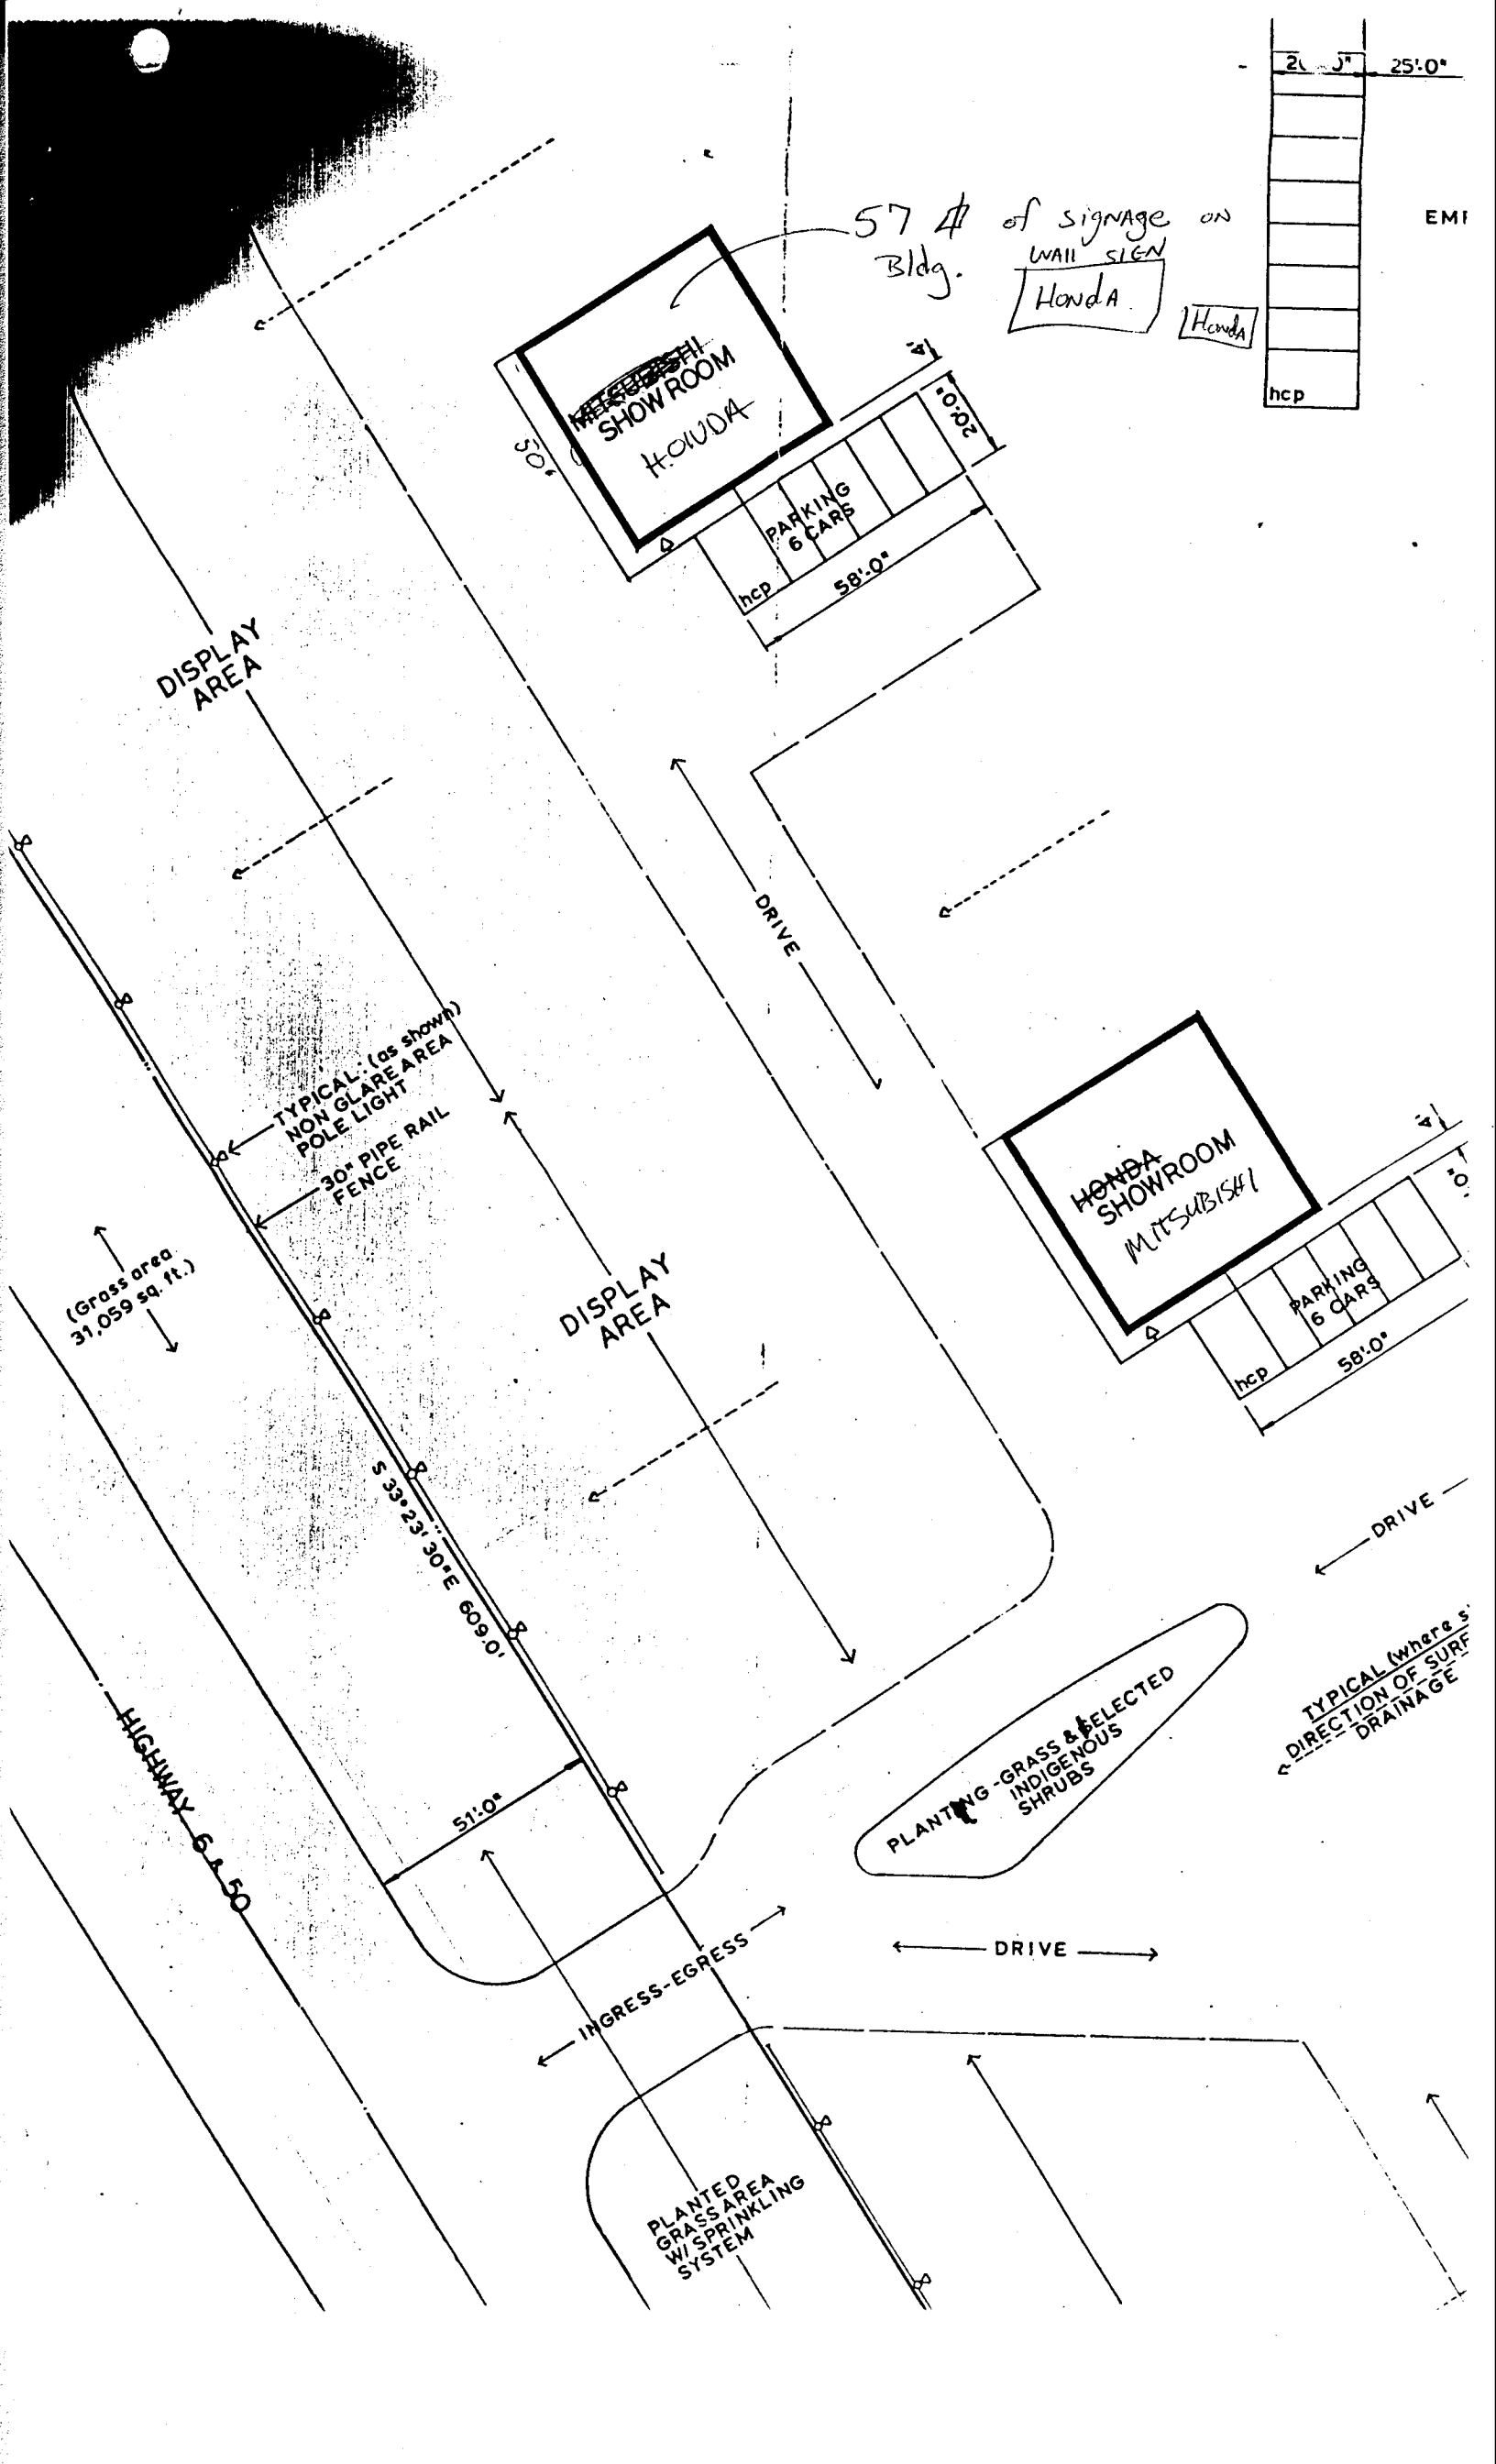 25'-0"
57 ⌗ of signage on
Bldg.
WALL SIGN
Honda
Honda
EMP
hcp
MITSUBISHI
SHOWROOM
HONDA
50'
4'
20'-0"
PARKING
6 CARS
hcp
58'-0"
DISPLAY
AREA
DRIVE
TYPICAL: (as shown)
NON GLARE AREA
POLE LIGHT
30" PIPE RAIL
FENCE
(Grass area
31,059 sq. ft.)
HONDA
SHOWROOM
MITSUBISHI
4'
PARKING
6 CARS
hcp
58'-0"
DISPLAY
AREA
S 33° 23' 30" E 609.0'
DRIVE
TYPICAL (where s
DIRECTION OF SURF
DRAINAGE
PLANTING - GRASS & SELECTED
INDIGENOUS
SHRUBS
HIGHWAY 6 & 50
51'-0"
INGRESS-EGRESS
DRIVE
PLANTED
GRASS AREA
W/ SPRINKLING
SYSTEM